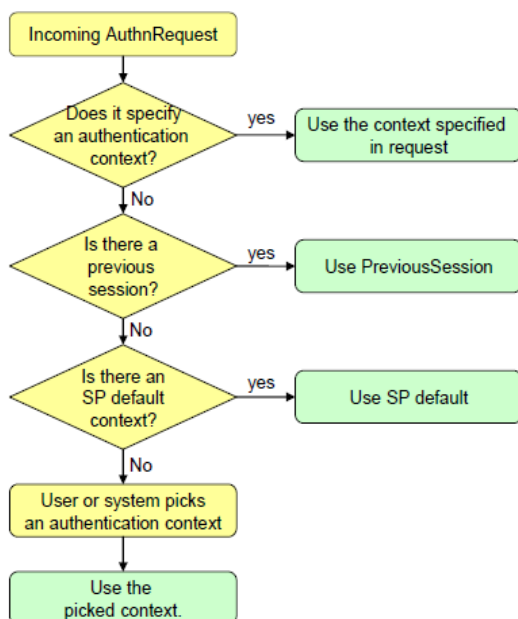 Incoming AuthnRequest
Does it specify
an authentication
context?
yes
Use the context specified
in request
No
Is there a
previous
session?
yes
Use PreviousSession
No
Is there an
SP default
context?
yes
Use SP default
No
User or system picks
an authentication context
Use the
picked context.